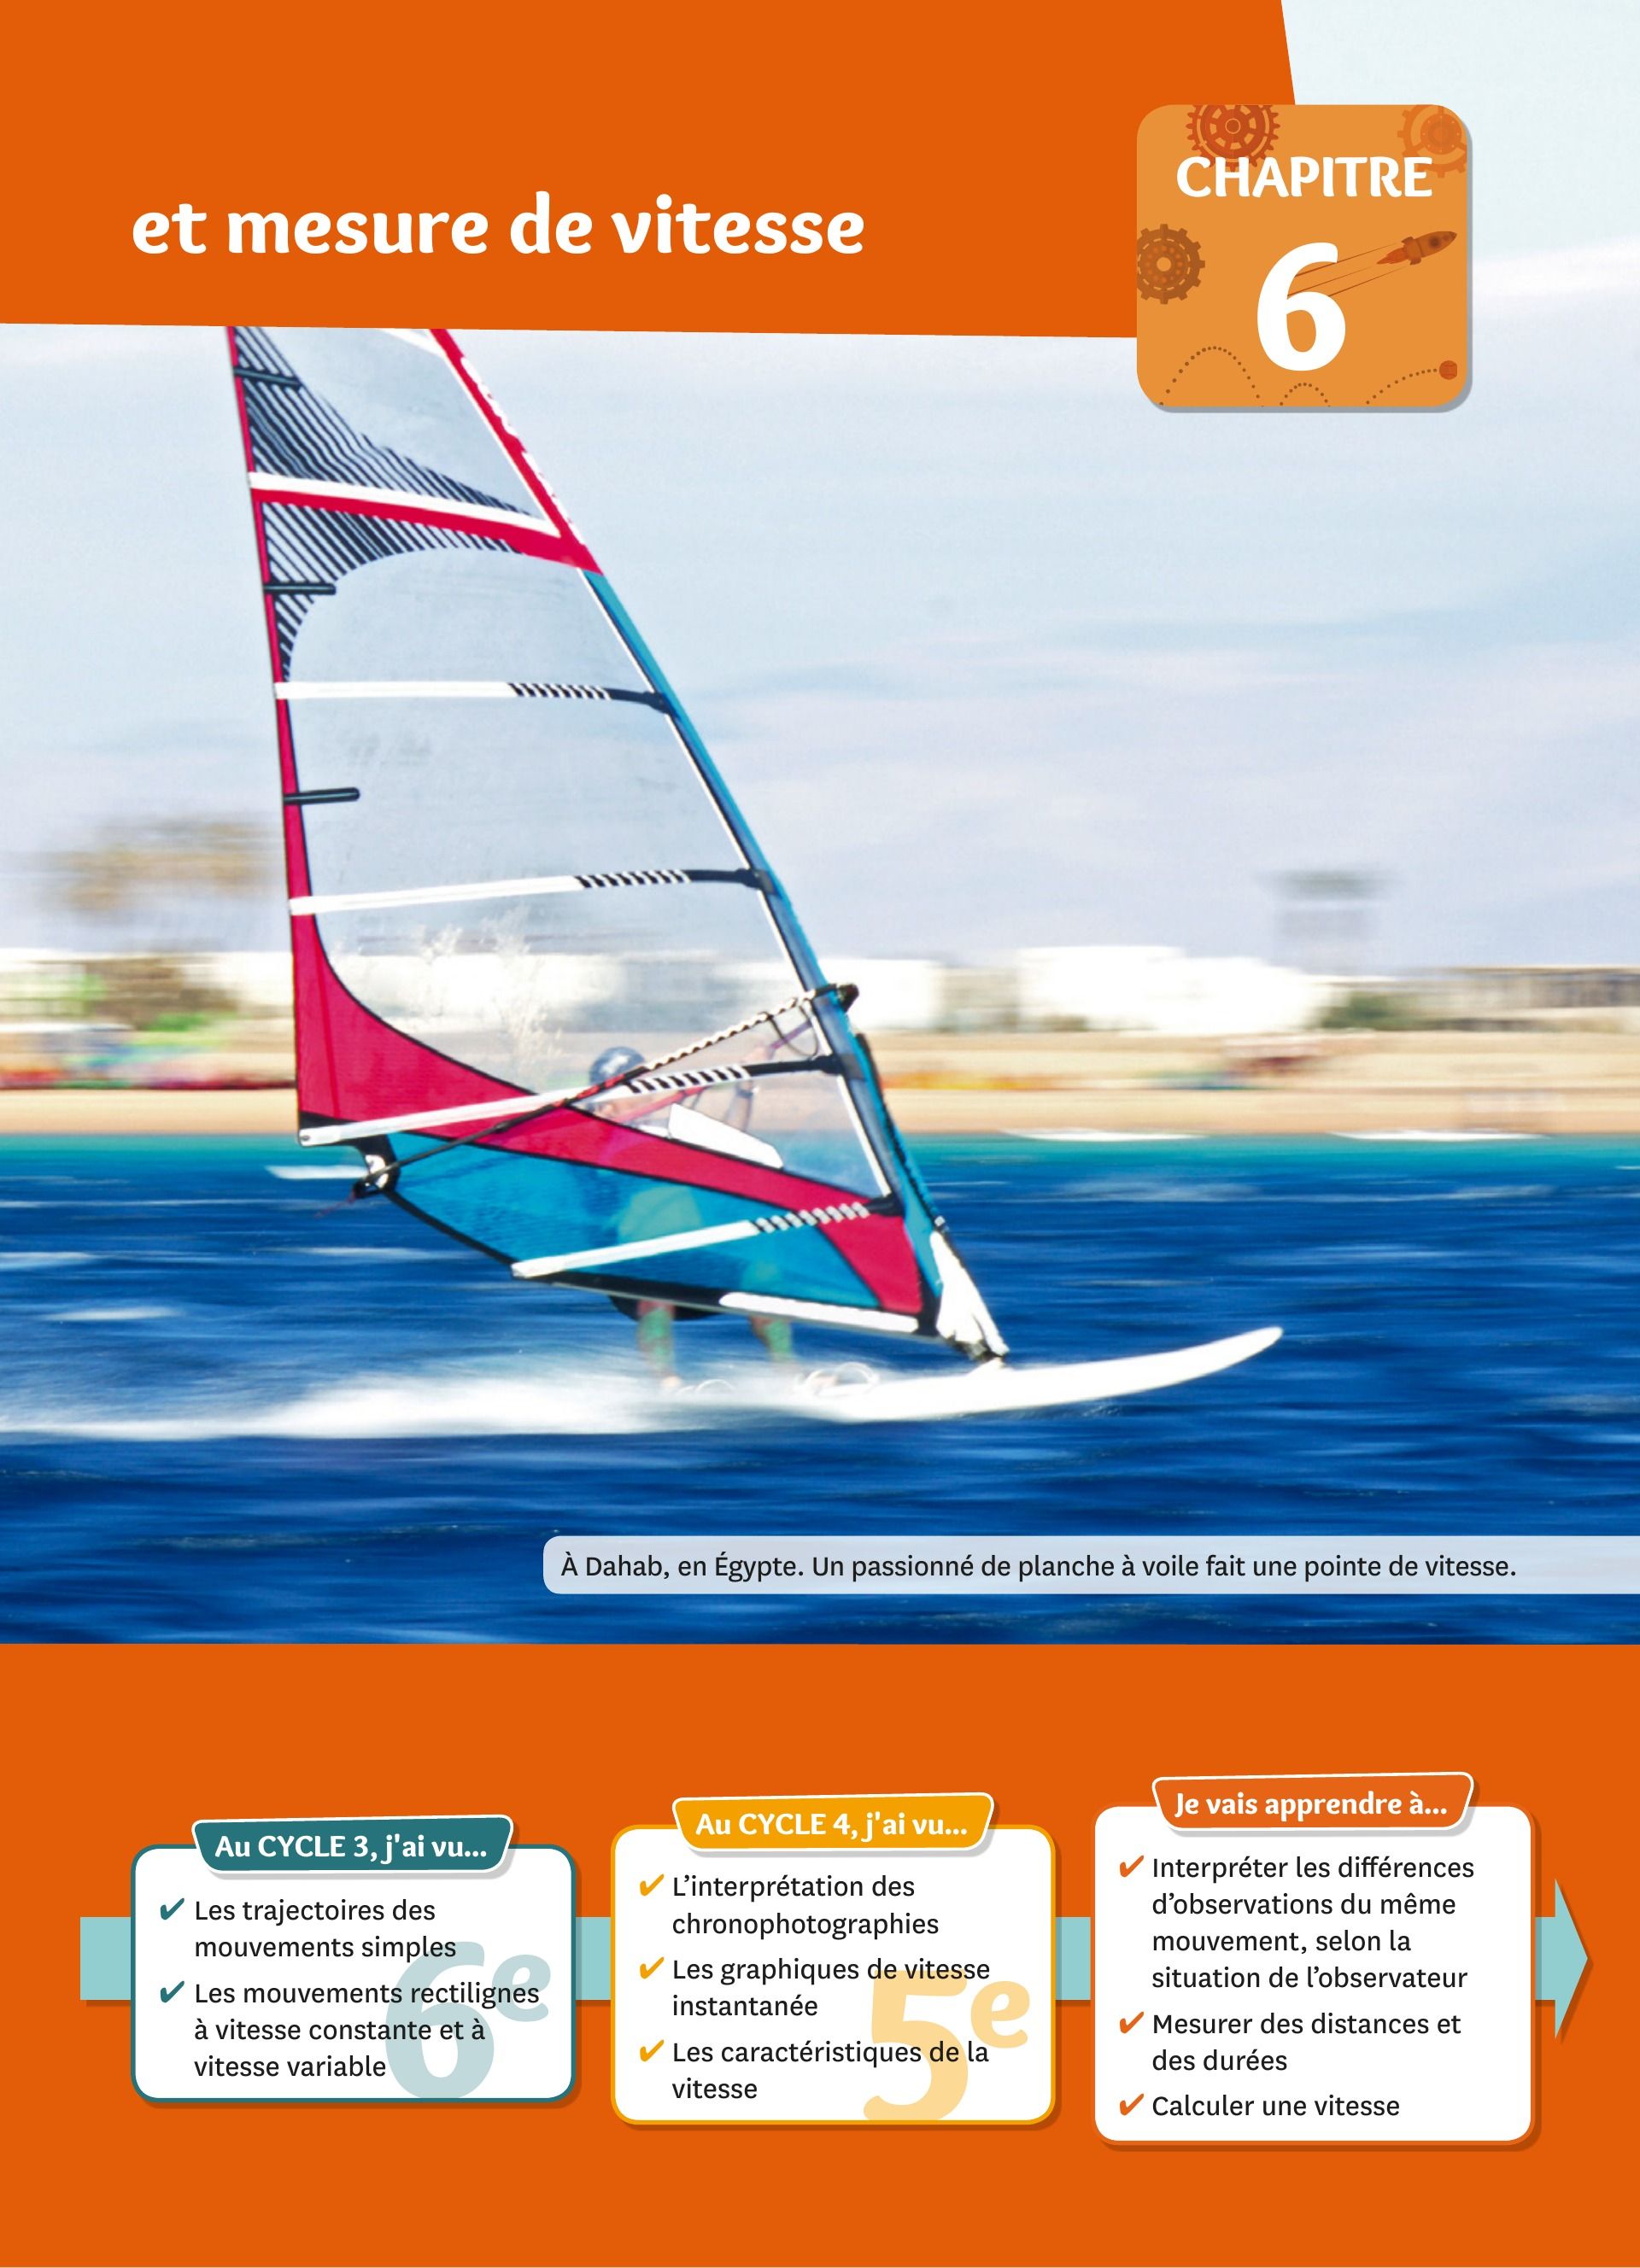 et mesure de vitesse
CHAPITRE
6
À Dahab, en Égypte. Un passionné de planche à voile fait une pointe de vitesse.
Au CYCLE 3, j'ai vu...
✔ Les trajectoires des
mouvements simples
✔ Les mouvements rectilignes
à vitesse constante et à
vitesse variable
6e
Au CYCLE 4, j'ai vu...
✔ L’interprétation des
chronophotographies
✔ Les graphiques de vitesse
instantanée
✔ Les caractéristiques de la
vitesse
5e
Je vais apprendre à...
✔ Interpréter les différences
d’observations du même
mouvement, selon la
situation de l’observateur
✔ Mesurer des distances et
des durées
✔ Calculer une vitesse